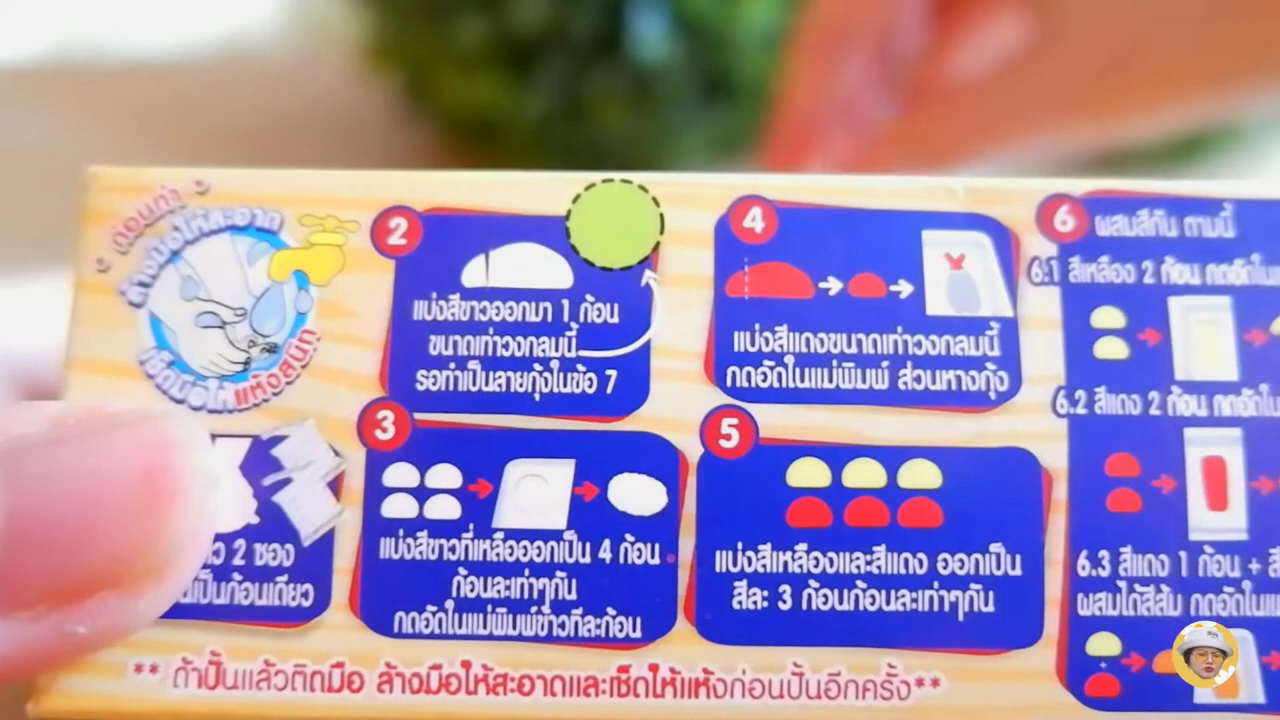 ก่อนทำ
ล้างมือให้สะอาด
เช็ดมือให้แห้งสนิท
2 ซอง
เป็นก้อนเดียว
2
แบ่งสีขาวออกมา 1 ก้อน
ขนาดเท่าวงกลมนี้
รอทำเป็นลายกุ้งในข้อ 7
3
แบ่งสีขาวที่เหลือออกเป็น 4 ก้อน
ก้อนละเท่าๆกัน
กดอัดในแม่พิมพ์ข้าวทีละก้อน
4
แบ่งสีแดงขนาดเท่าวงกลมนี้
กดอัดในแม่พิมพ์ ส่วนหางกุ้ง
5
แบ่งสีเหลืองและสีแดง ออกเป็น
สีละ 3 ก้อนก้อนละเท่าๆกัน
6 ผสมสีกัน ตามนี้
6.1 สีเหลือง 2 ก้อน กดอัดใน
6.2 สีแดง 2 ก้อน กดอัดใน
6.3 สีแดง 1 ก้อน +
ผสมได้สีส้ม กดอัดใน
** ถ้าปั้นแล้วติดมือ ล้างมือให้สะอาดและเช็ดให้แห้งก่อนปั้นอีกครั้ง**